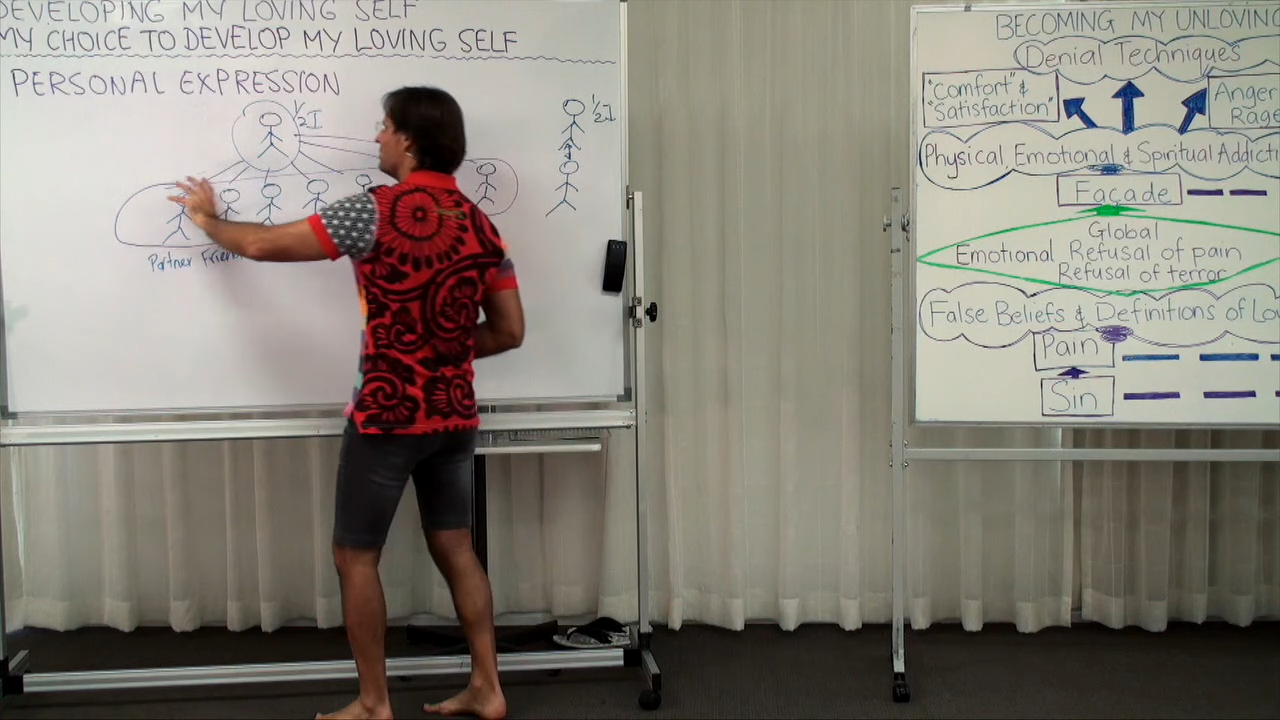 DEVELOPING MY LOVING SELF
MY CHOICE TO DEVELOP MY LOVING SELF
PERSONAL EXPRESSION
½I
½I
Partner
BECOMING MY UNLOVING
Denial Techniques
"Comfort" &
"Satisfaction"
Anger
Rage
Physical, Emotional & Spiritual Addicti
Façade
Global
Emotional Refusal of pain
Refusal of terror
False Beliefs & Definitions of Lo
Pain
Sin